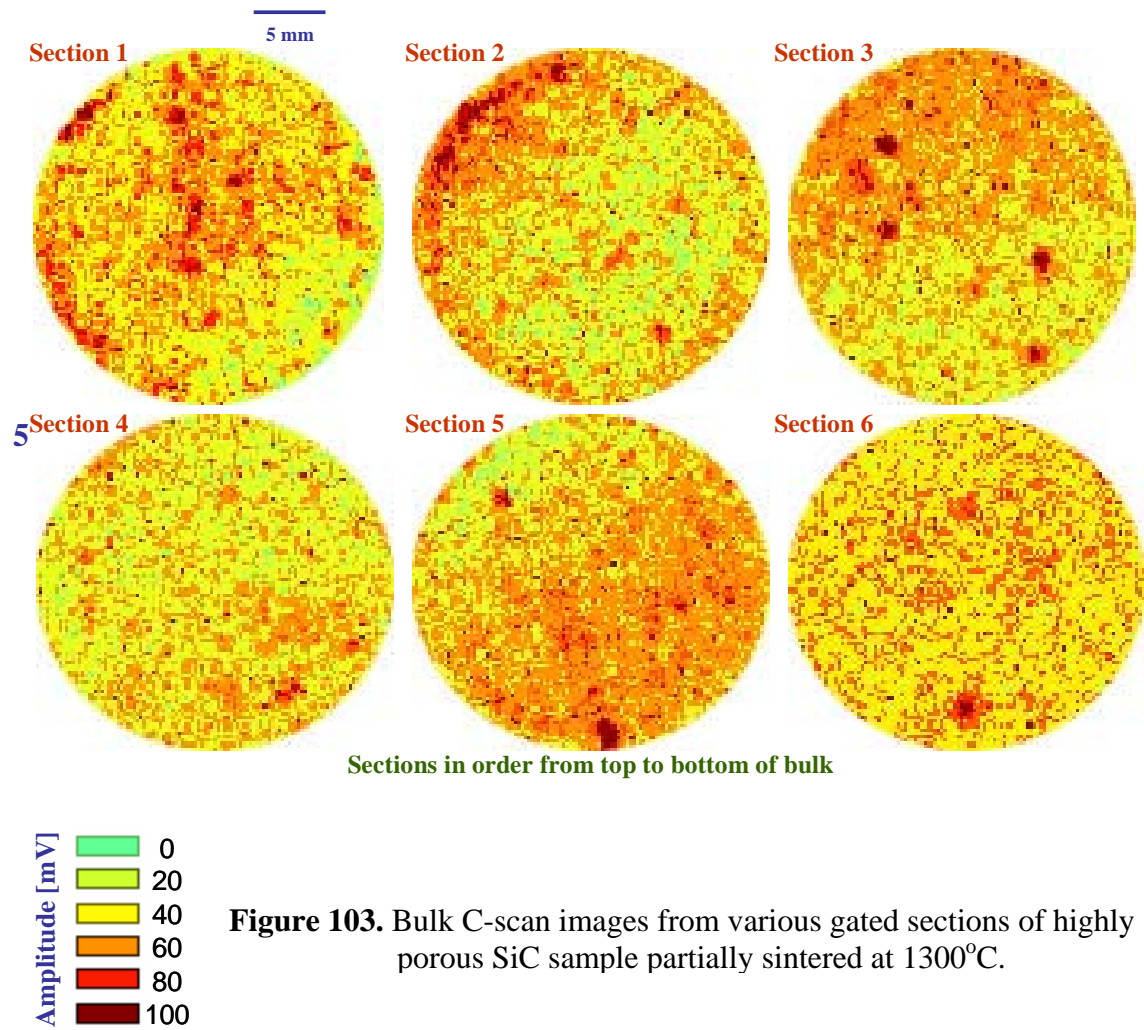 5 mm
Section 1
Section 2
Section 3
5
Section 4
Section 5
Section 6
Sections in order from top to bottom of bulk
Amplitude [mV]
0
20
40
60
80
100
Figure 103. Bulk C-scan images from various gated sections of highly
porous SiC sample partially sintered at 1300°C.